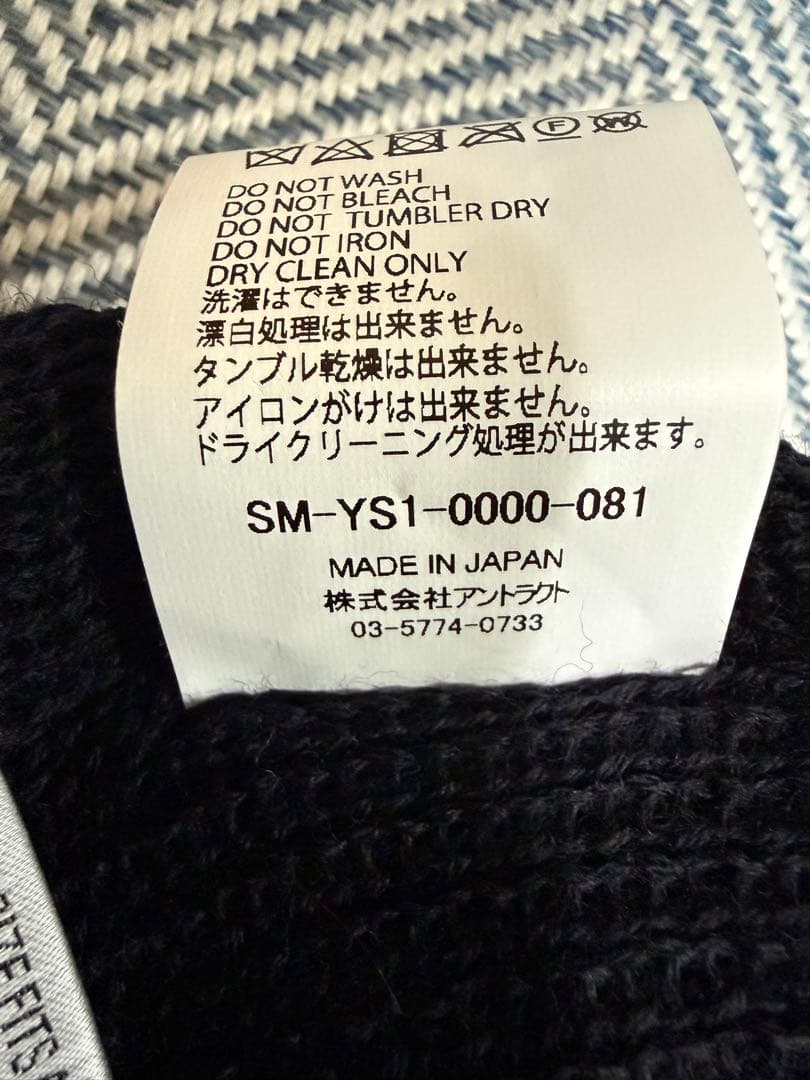 F W
DO NOT WASH
DO NOT BLEACH
DO NOT TUMBLER DRY
DO NOT IRON
DRY CLEAN ONLY
洗濯はできません。
漂白処理は出来ません。
タンブル乾燥は出来ません。
アイロンがけは出来ません。
ドライクリーニング処理が出来ます。
SM-YS1-0000-081
MADE IN JAPAN
株式会社アントラクト
03-5774-0733
FITS